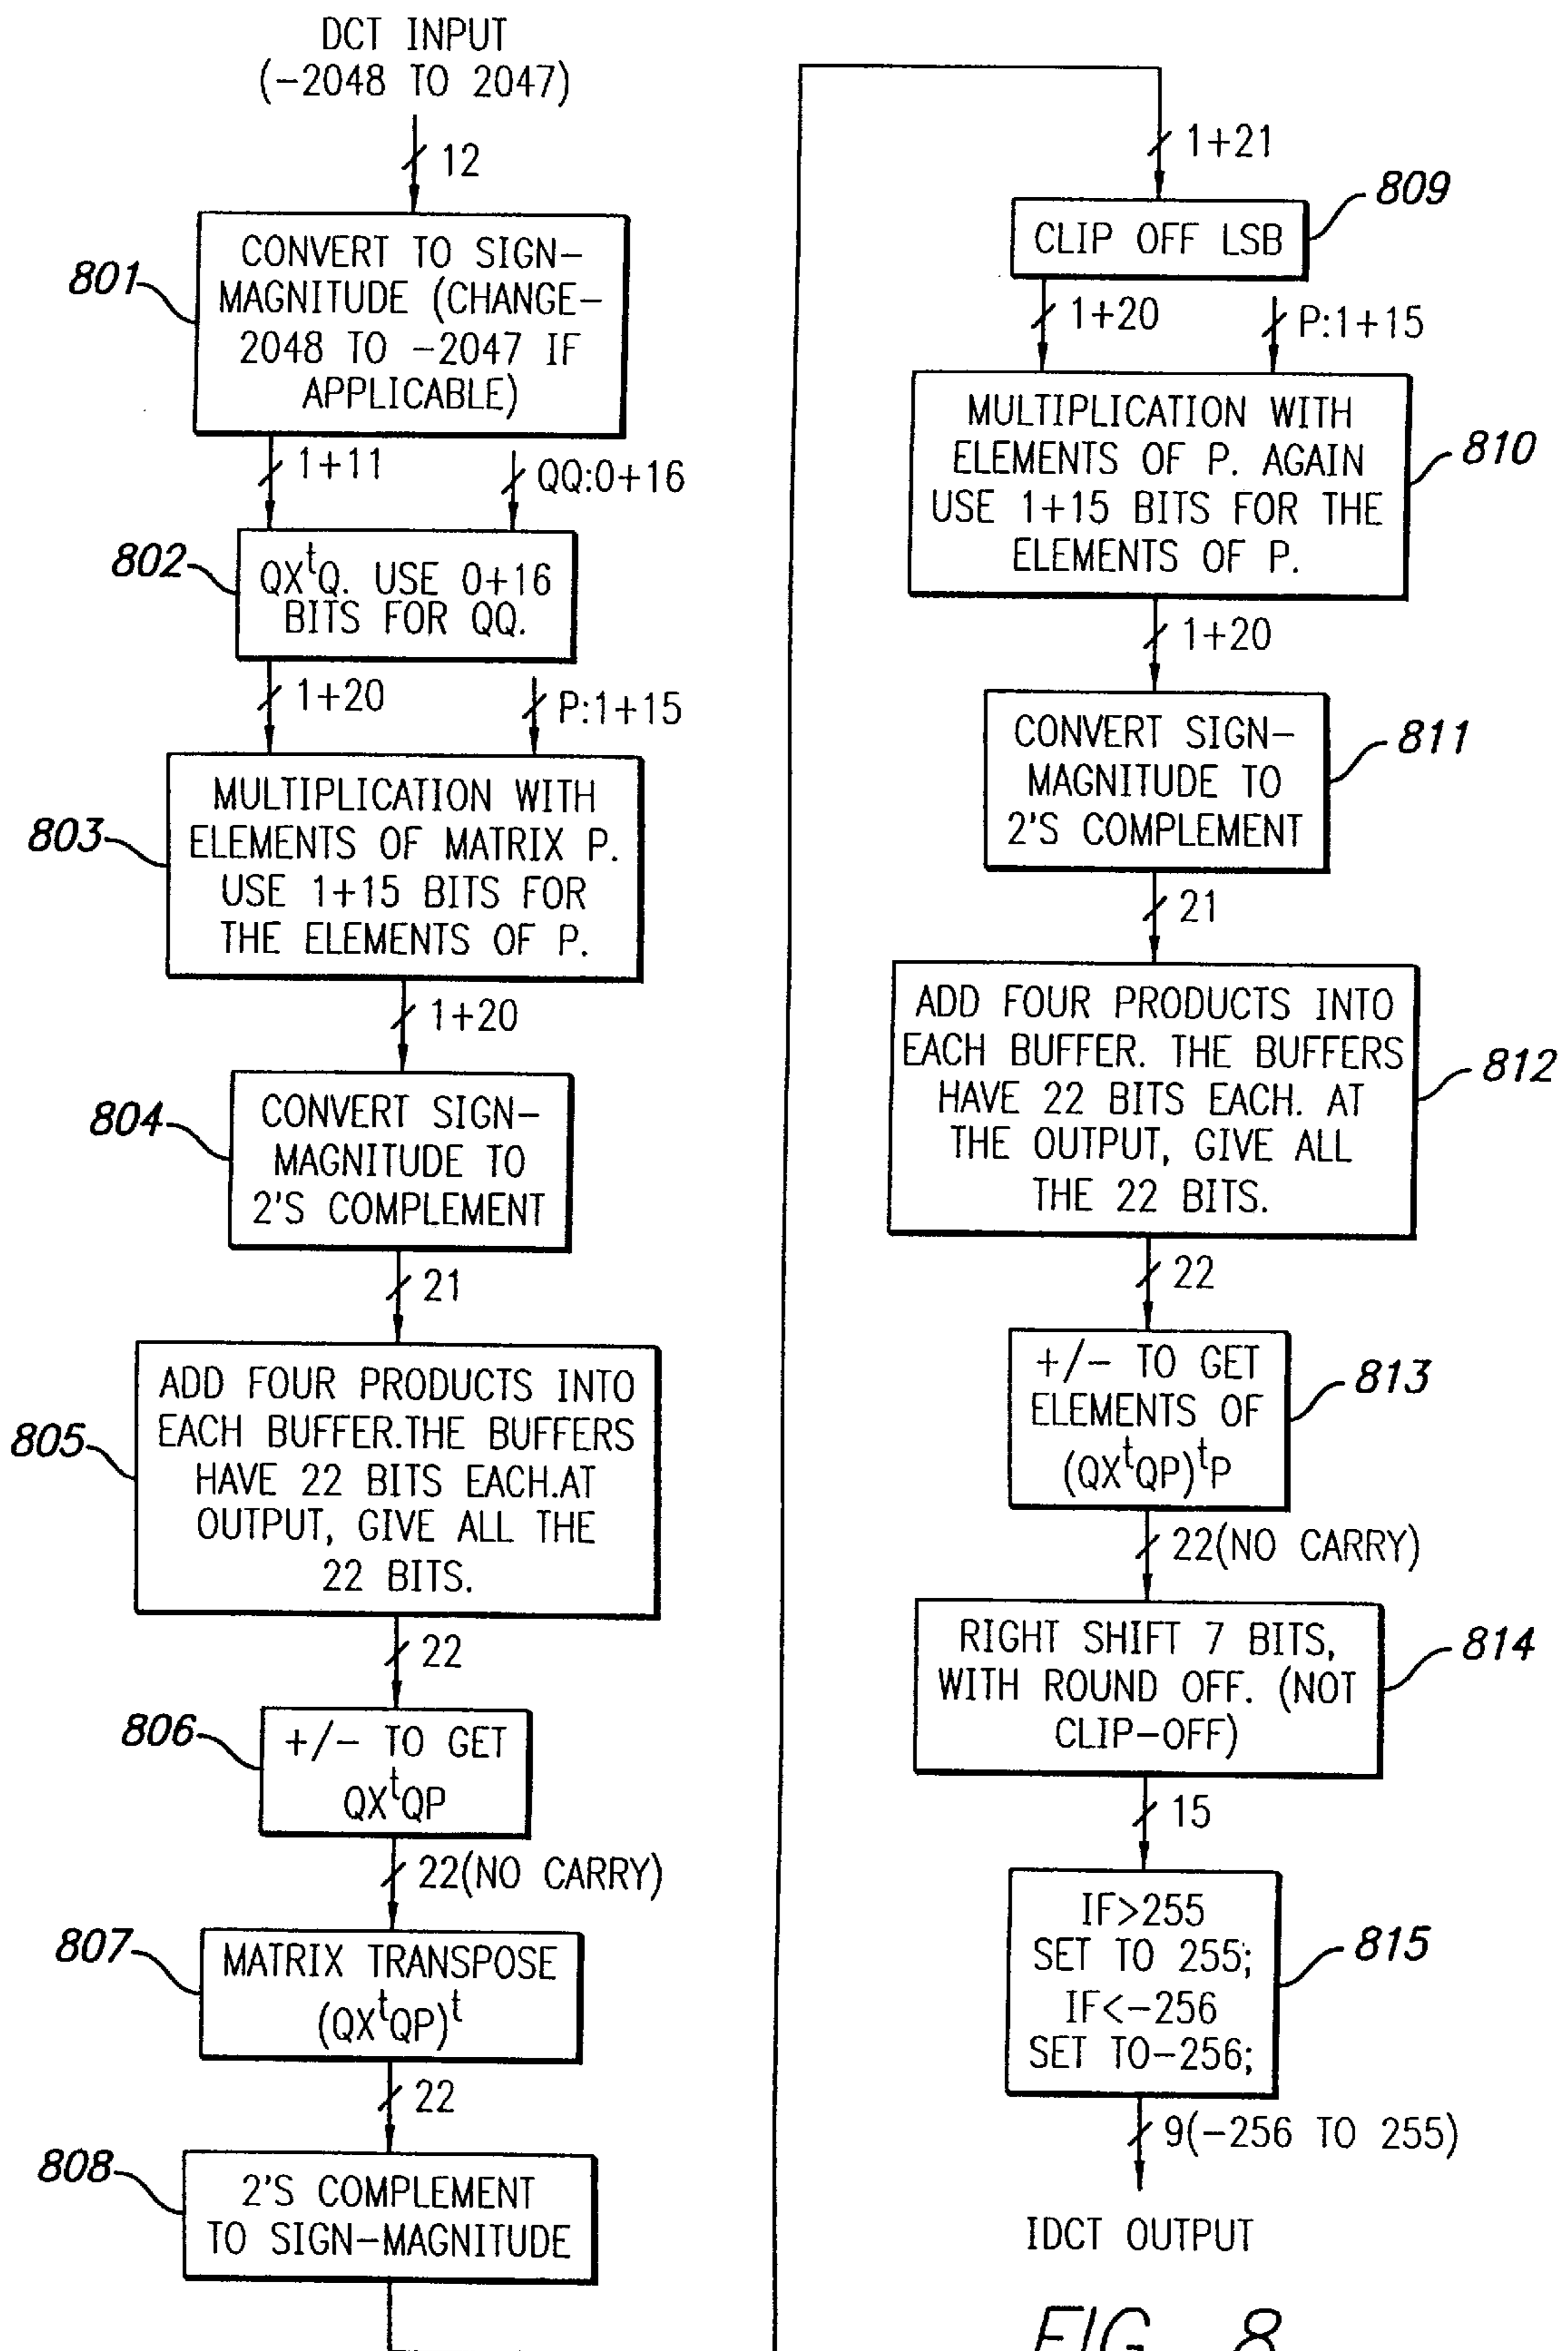 DCT INPUT
(-2048 TO 2047)
12
801
CONVERT TO SIGN-
MAGNITUDE (CHANGE-
2048 TO -2047 IF
APPLICABLE)
1+11
QQ:0+16
802
QXᵗQ. USE 0+16
BITS FOR QQ.
1+20
P:1+15
803
MULTIPLICATION WITH
ELEMENTS OF MATRIX P.
USE 1+15 BITS FOR
THE ELEMENTS OF P.
1+20
804
CONVERT SIGN-
MAGNITUDE TO
2'S COMPLEMENT
21
805
ADD FOUR PRODUCTS INTO
EACH BUFFER.THE BUFFERS
HAVE 22 BITS EACH.AT
OUTPUT, GIVE ALL THE
22 BITS.
22
806
+/- TO GET
QXᵗQP
22(NO CARRY)
807
MATRIX TRANSPOSE
(QXᵗQP)ᵗ
22
808
2'S COMPLEMENT
TO SIGN-MAGNITUDE
1+21
809
CLIP OFF LSB
1+20
P:1+15
810
MULTIPLICATION WITH
ELEMENTS OF P. AGAIN
USE 1+15 BITS FOR THE
ELEMENTS OF P.
1+20
811
CONVERT SIGN-
MAGNITUDE TO
2'S COMPLEMENT
21
812
ADD FOUR PRODUCTS INTO
EACH BUFFER. THE BUFFERS
HAVE 22 BITS EACH. AT
THE OUTPUT, GIVE ALL
THE 22 BITS.
22
813
+/- TO GET
ELEMENTS OF
(QXᵗQP)ᵗP
22(NO CARRY)
814
RIGHT SHIFT 7 BITS,
WITH ROUND OFF. (NOT
CLIP-OFF)
15
815
IF>255
SET TO 255;
IF<-256
SET TO-256;
9(-256 TO 255)
IDCT OUTPUT
FIG. 8